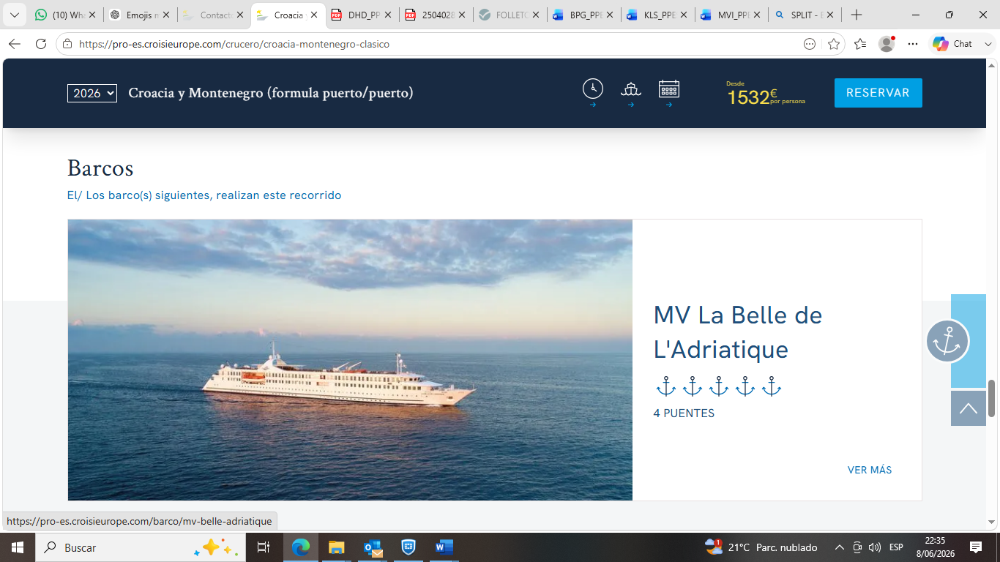 (10) Wha
Emojis n
Contacto
Croacia y
DHD_PP
2504028
FOLLETO
BPG_PPE
KLS_PPE
MVI_PPE
SPLIT - E
https://pro-es.croisieurope.com/crucero/croacia-montenegro-clasico
Chat
2026
Croacia y Montenegro (formula puerto/puerto)
Desde
1532€
por persona
RESERVAR
Barcos
El/ Los barco(s) siguientes, realizan este recorrido
MV La Belle de
L'Adriatique
4 PUENTES
VER MÁS
https://pro-es.croisieurope.com/barco/mv-belle-adriatique
Buscar
1
21°C Parc. nublado
ESP
22:35
8/06/2026